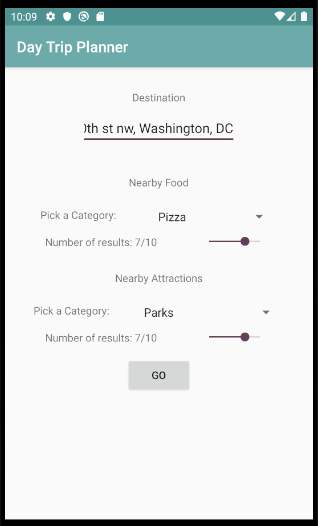 10:09
Day Trip Planner
Destination
th st nw, Washington, DC
Nearby Food
Pick a Category: Pizza
Number of results: 7/10
Nearby Attractions
Pick a Category: Parks
Number of results: 7/10
GO